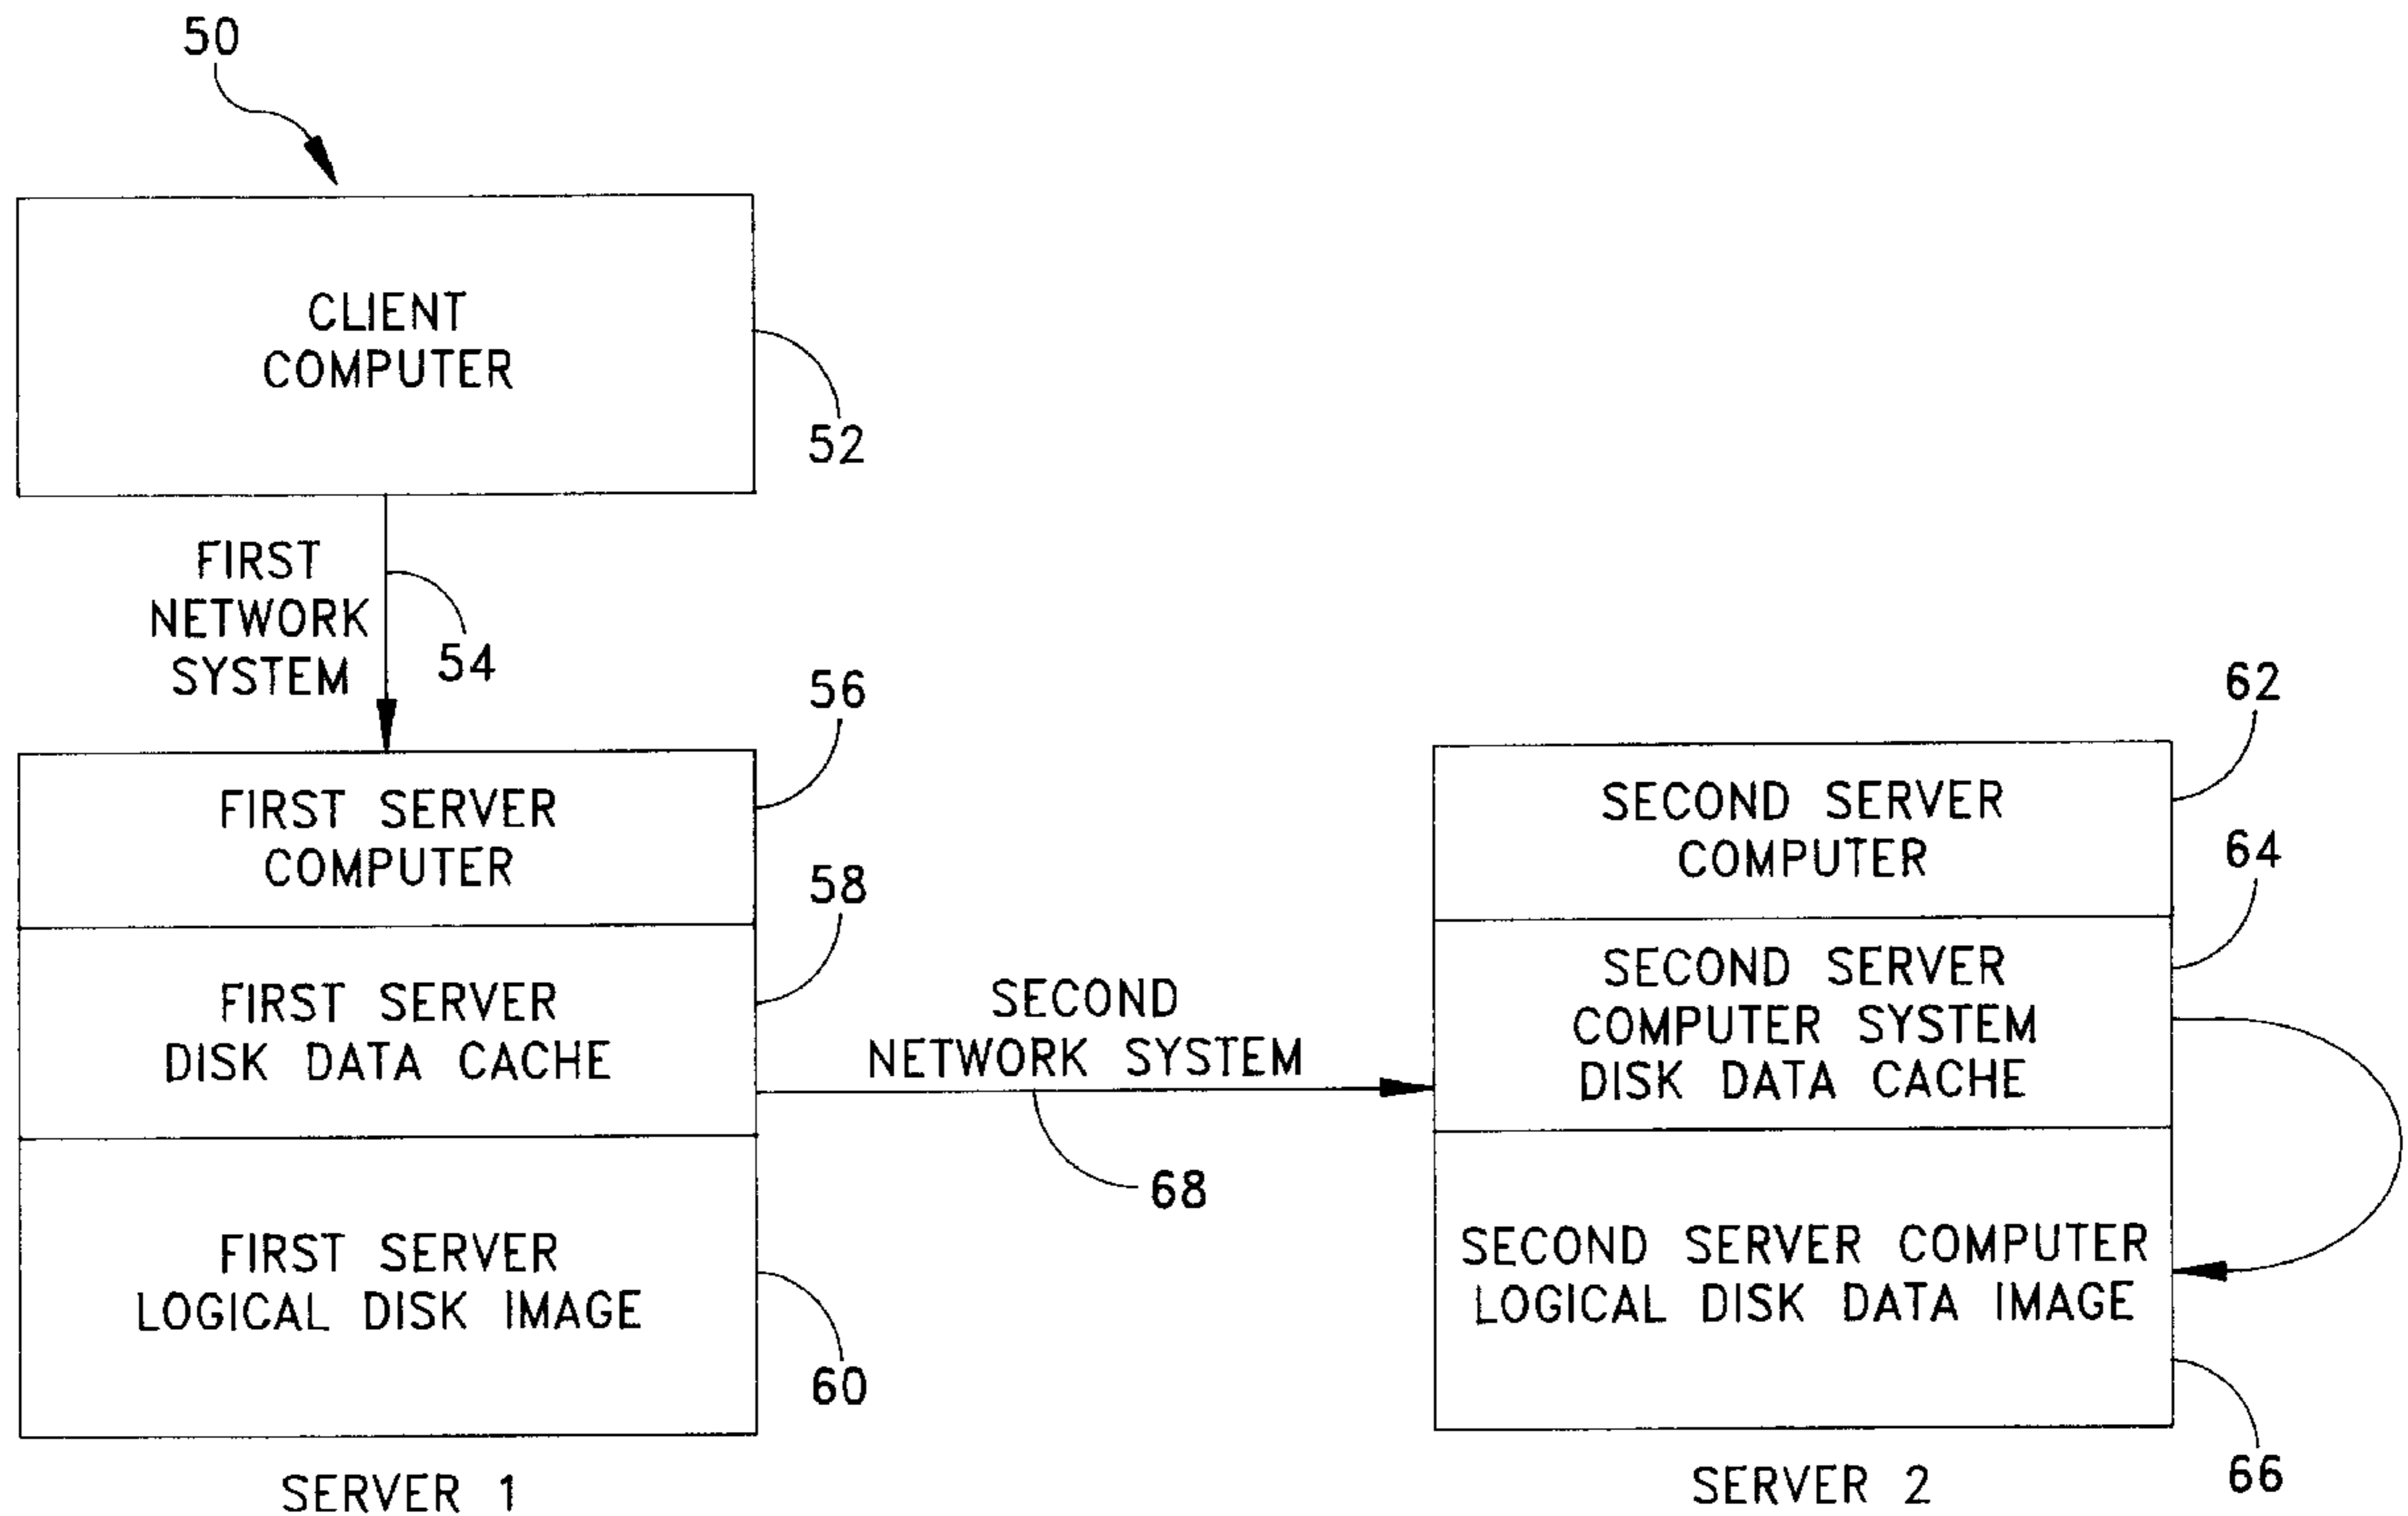 50
CLIENT
COMPUTER
52
FIRST
NETWORK
SYSTEM
54
56
FIRST SERVER
COMPUTER
58
FIRST SERVER
DISK DATA CACHE
FIRST SERVER
LOGICAL DISK IMAGE
60
SERVER 1
SECOND
NETWORK SYSTEM
68
62
SECOND SERVER
COMPUTER
64
SECOND SERVER
COMPUTER SYSTEM
DISK DATA CACHE
SECOND SERVER COMPUTER
LOGICAL DISK DATA IMAGE
66
SERVER 2